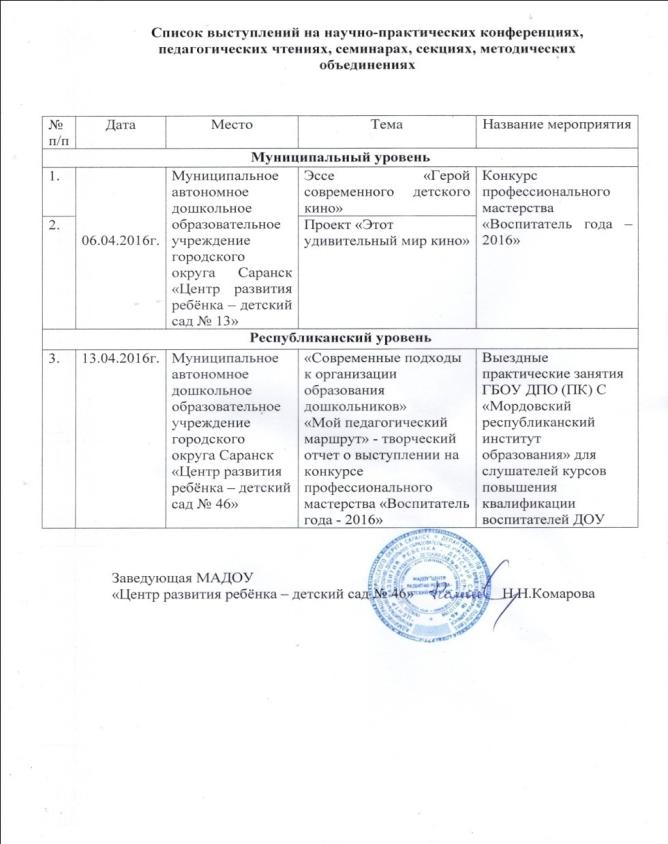 Список выступлений на научно-практических конференциях,
педагогических чтениях, семинарах, секциях, методических
объединениях
№
п/п
Дата
Место
Тема
Название мероприятия
Муниципальный уровень
1.
2.
06.04.2016г.
Муниципальное
автономное
дошкольное
образовательное
учреждение
городского
округа Саранск
«Центр развития
ребёнка – детский
сад № 13»
Эссе «Герой
современного детского
кино»
Проект «Этот
удивительный мир кино»
Конкурс
профессионального
мастерства
«Воспитатель года –
2016»
Республиканский уровень
3.
13.04.2016г.
Муниципальное
автономное
дошкольное
образовательное
учреждение
городского
округа Саранск
«Центр развития
ребёнка – детский
сад № 46»
«Современные подходы
к организации
образования
дошкольников»
«Мой педагогический
маршрут» - творческий
отчет о выступлении на
конкурсе
профессионального
мастерства «Воспитатель
года - 2016»
Выездные
практические занятия
ГБОУ ДПО (ПК) С
«Мордовский
республиканский
институт
образования» для
слушателей курсов
повышения
квалификации
воспитателей ДОУ
Заведующая МАДОУ
«Центр развития ребёнка – детский сад № 46»
Н.Н.Комарова